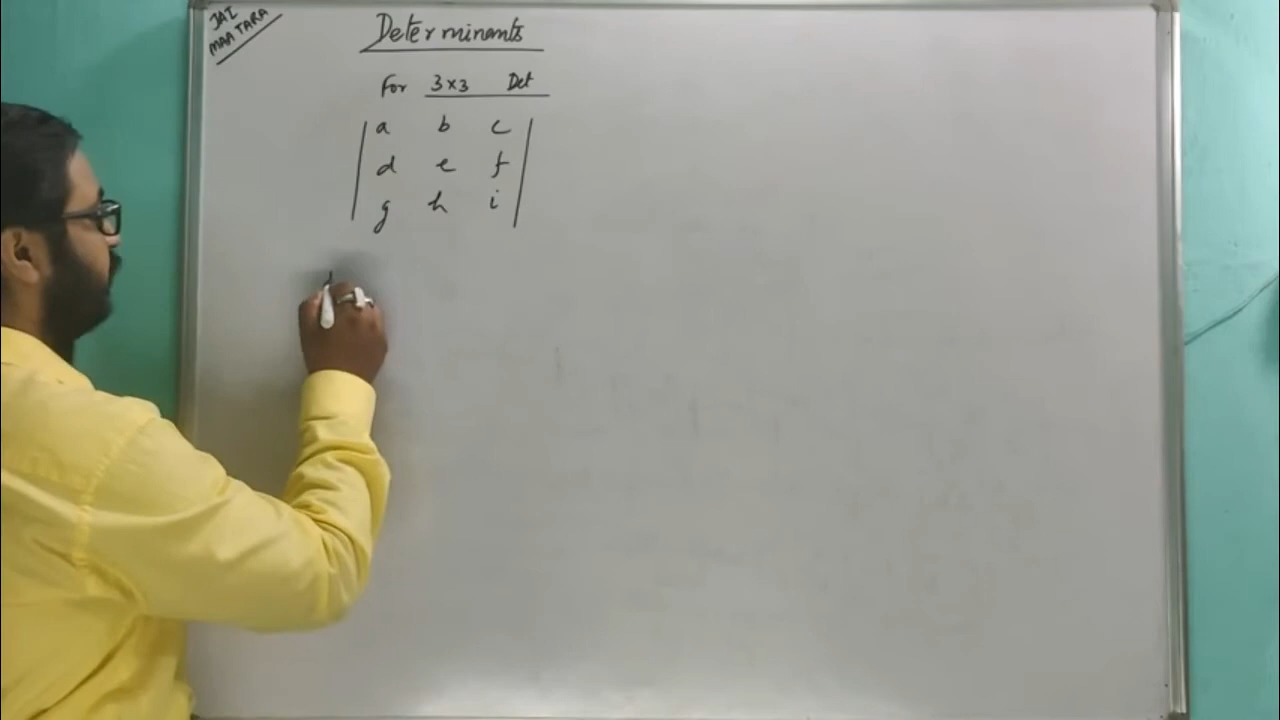 JAI
MAA TARA
Determinants
For 3×3 Det
a b c
d e f
g h i